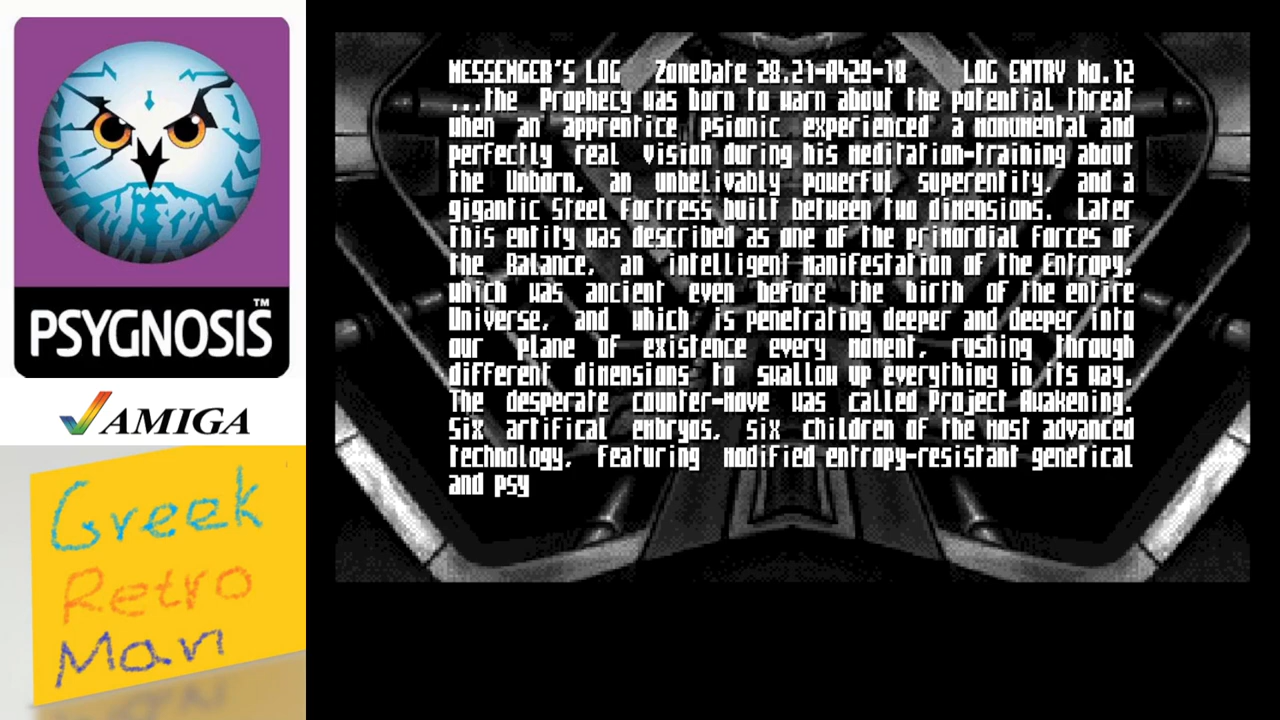 PSYGNOSIS™
AMIGA
Greek
Retro
Man
MESSENGER'S LOG ZoneDate 28,21-A429-18 LOG ENTRY No.12
...the Prophecy was born to warn about the potential threat
when an apprentice psionic experienced a monumental and
perfectly real vision during his meditation-training about
the Unborn, an unbelivably powerful superentity, and a
gigantic Steel Fortress built between two dimensions. Later
this entity was described as one of the primordial forces of
the Balance, an intelligent manifestation of the Entropy,
which was ancient even before the birth of the entire
Universe, and which is penetrating deeper and deeper into
our plane of existence every moment, rushing through
different dimensions to swallow up everything in its way.
The desperate counter-move was called Project Awakening.
Six artifical embryos, six children of the most advanced
technology, featuring modified entropy-resistant genetical
and psy